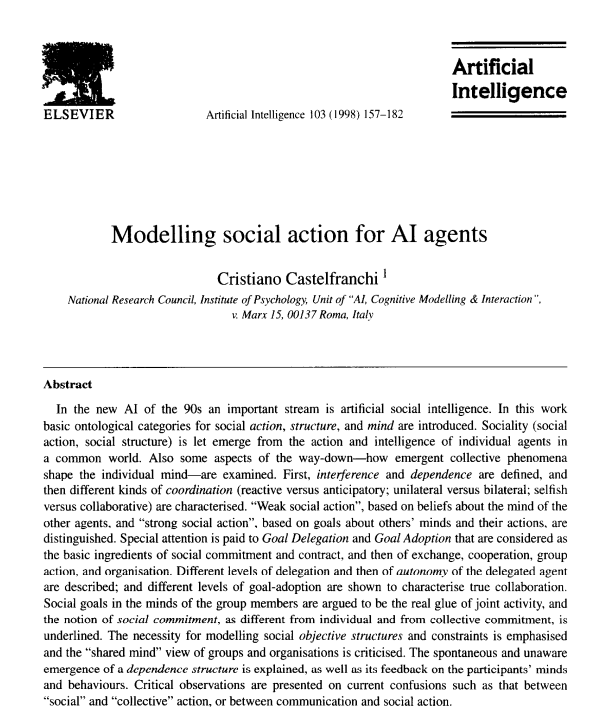 Artificial
Intelligence
ELSEVIER
Artificial Intelligence 103 (1998) 157–182
Modelling social action for AI agents
Cristiano Castelfranchi 1
National Research Council, Institute of Psychology, Unit of "AI, Cognitive Modelling & Interaction",
v. Marx 15, 00137 Roma, Italy
Abstract
In the new AI of the 90s an important stream is artificial social intelligence. In this work
basic ontological categories for social action, structure, and mind are introduced. Sociality (social
action, social structure) is let emerge from the action and intelligence of individual agents in
a common world. Also some aspects of the way-down—how emergent collective phenomena
shape the individual mind—are examined. First, interference and dependence are defined, and
then different kinds of coordination (reactive versus anticipatory; unilateral versus bilateral; selfish
versus collaborative) are characterised. "Weak social action", based on beliefs about the mind of the
other agents, and "strong social action", based on goals about others' minds and their actions, are
distinguished. Special attention is paid to Goal Delegation and Goal Adoption that are considered as
the basic ingredients of social commitment and contract, and then of exchange, cooperation, group
action, and organisation. Different levels of delegation and then of autonomy of the delegated agent
are described; and different levels of goal-adoption are shown to characterise true collaboration.
Social goals in the minds of the group members are argued to be the real glue of joint activity, and
the notion of social commitment, as different from individual and from collective commitment, is
underlined. The necessity for modelling social objective structures and constraints is emphasised
and the "shared mind" view of groups and organisations is criticised. The spontaneous and unaware
emergence of a dependence structure is explained, as well as its feedback on the participants' minds
and behaviours. Critical observations are presented on current confusions such as that between
"social" and "collective" action, or between communication and social action.